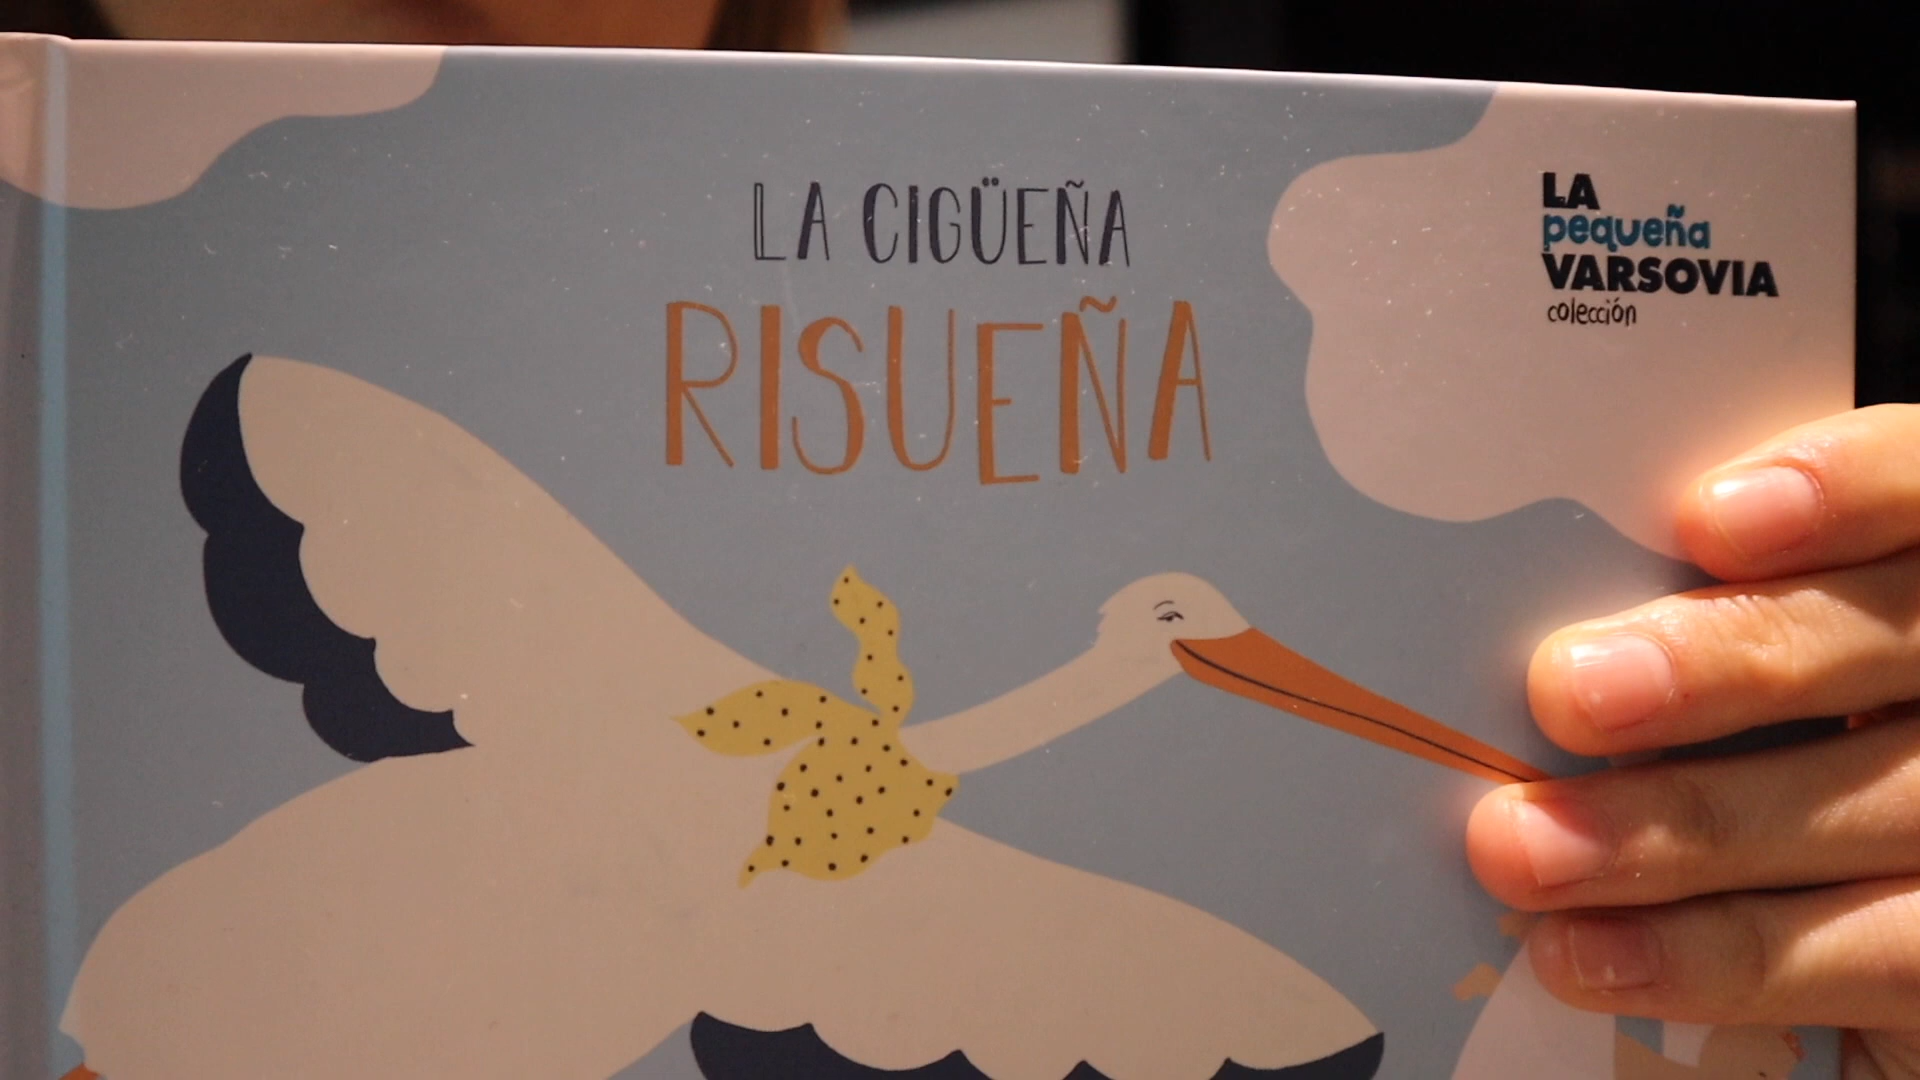 LA CIGÜEÑA
RISUEÑA
LA
pequeña
VARSOVIA
colección